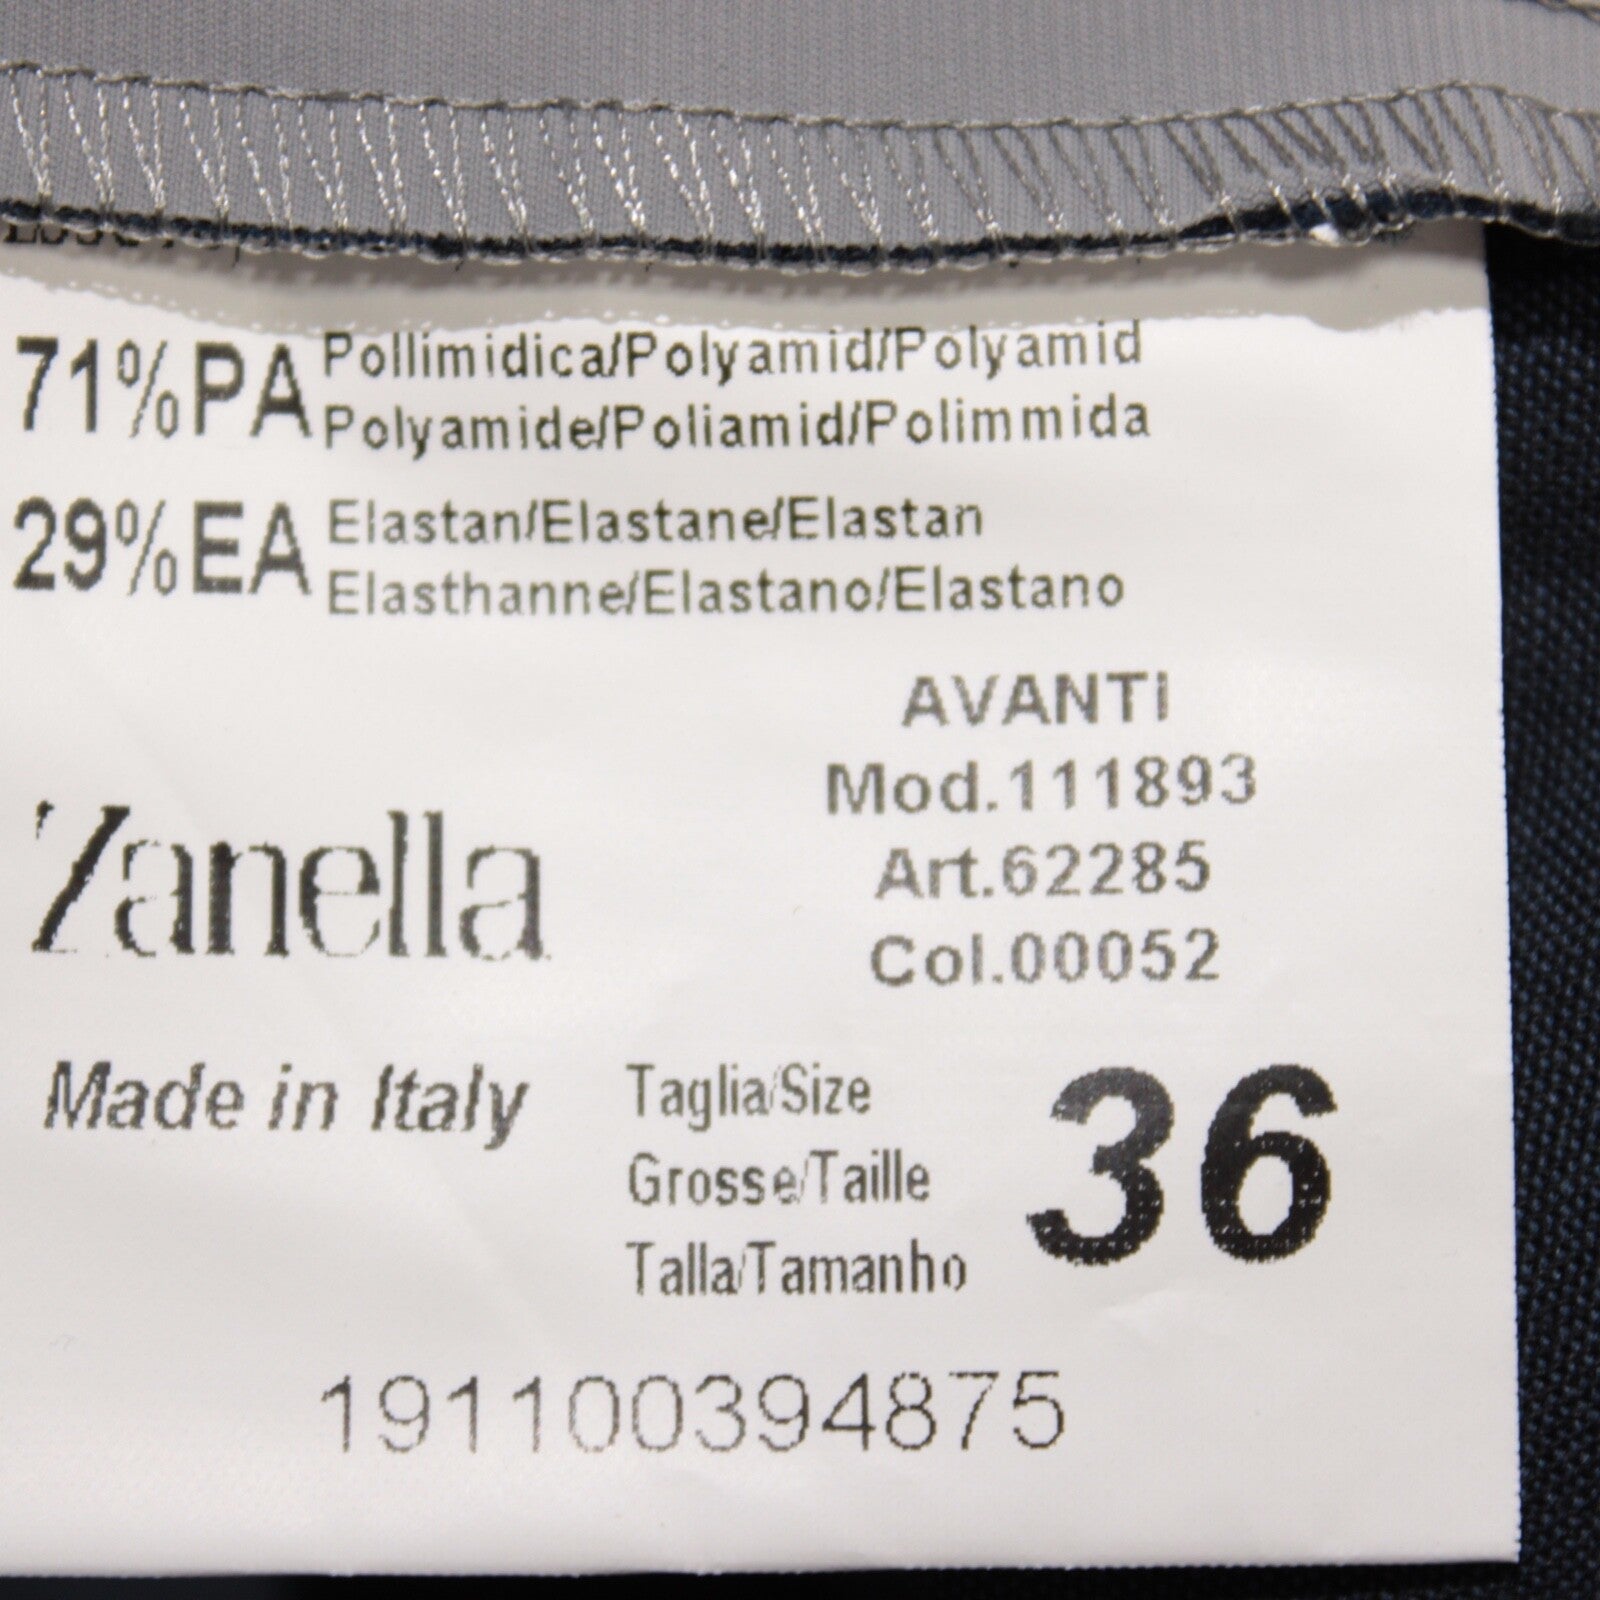 71%PA Pollimidica/Polyamid/Polyamid
Polyamide/Poliamid/Polimmida
29%EA Elastan/Elastane/Elastan
Elasthanne/Elastano/Elastano
AVANTI
Mod.111893
Art.62285
Col.00052
Zanella
Made in Italy
Taglia/Size
Grosse/Taille
Talla/Tamanho
36
191100394875